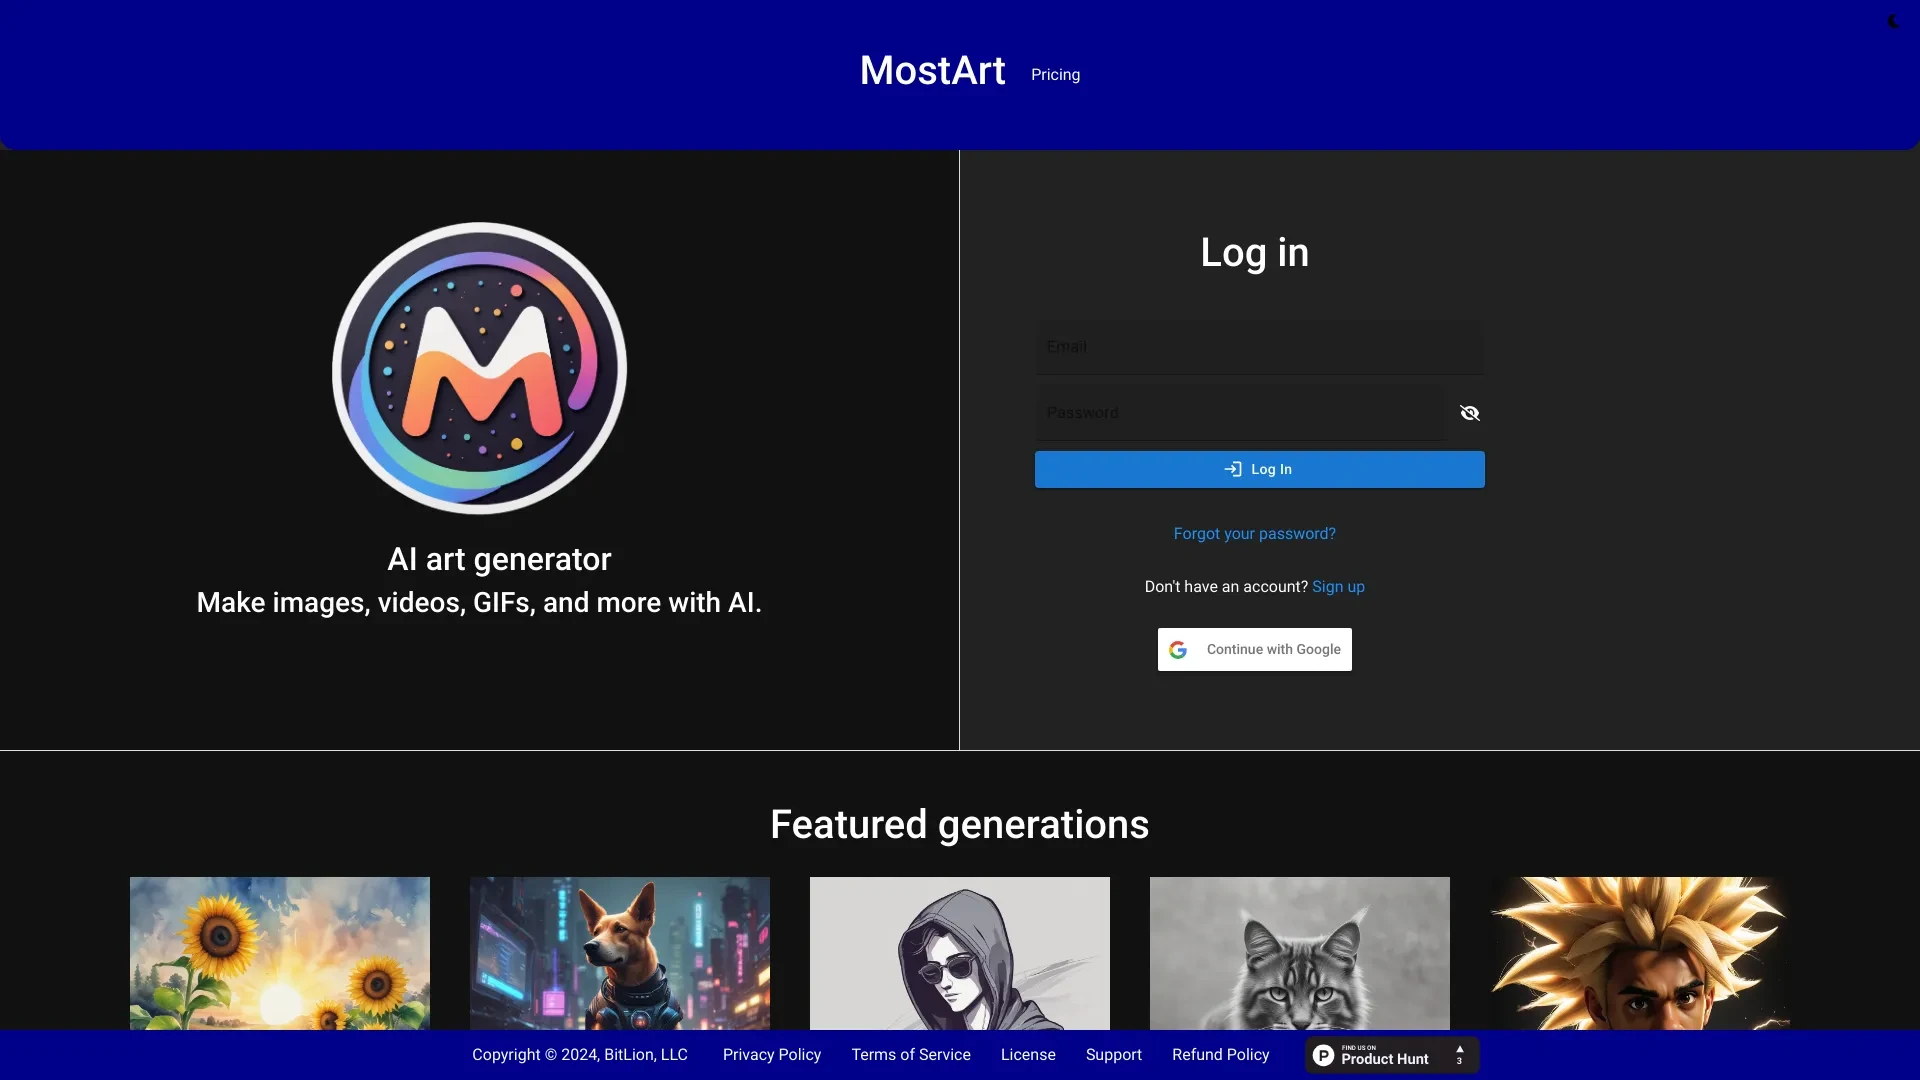 MostArt
Pricing
AI art generator
Make images, videos, GIFs, and more with AI.
Log in
Email
Password
Log In
Forgot your password?
Don't have an account? Sign up
Continue with Google
Featured generations
Copyright © 2024, BitLion, LLC
Privacy Policy
Terms of Service
License
Support
Refund Policy
FIND US ON
Product Hunt
3